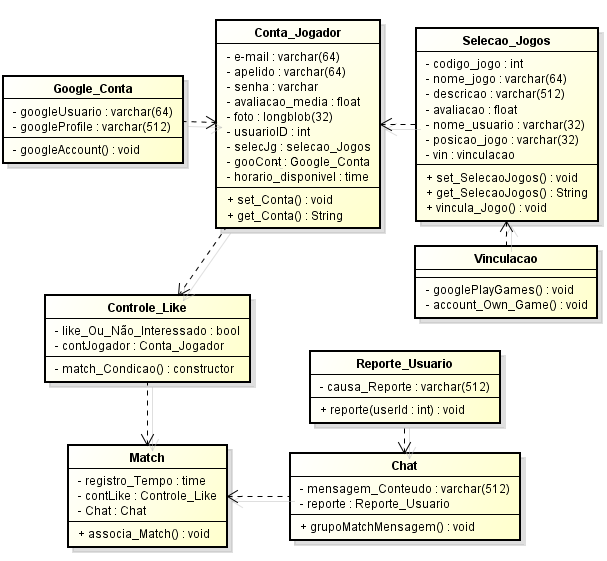 Conta_Jogador
- e-mail : varchar(64)
- apelido : varchar(64)
- senha : varchar
- avaliacao_media : float
- foto : longblob(32)
- usuarioID : int
- selecJg : selecao_Jogos
- gooCont : Google_Conta
- horario_disponivel : time
+ set_Conta() : void
+ get_Conta() : String
Selecao_Jogos
- codigo_jogo : int
- nome_jogo : varchar(64)
- descricao : varchar(512)
- avaliacao : float
- nome_usuario : varchar(32)
- posicao_jogo : varchar(32)
- vin : vinculacao
+ set_SelecaoJogos() : void
+ get_SelecaoJogos() : String
+ vincula_Jogo() : void
Google_Conta
- googleUsuario : varchar(64)
- googleProfile : varchar(512)
- googleAccount() : void
Vinculacao
- googlePlayGames() : void
- account_Own_Game() : void
Controle_Like
- like_Ou_Não_Interessado : bool
- contJogador : Conta_Jogador
- match_Condicao() : constructor
Reporte_Usuario
- causa_Reporte : varchar(512)
+ reporte(userId : int) : void
Match
- registro_Tempo : time
- contLike : Controle_Like
- Chat : Chat
+ associa_Match() : void
Chat
- mensagem_Conteudo : varchar(512)
- reporte : Reporte_Usuario
+ grupoMatchMensagem() : void